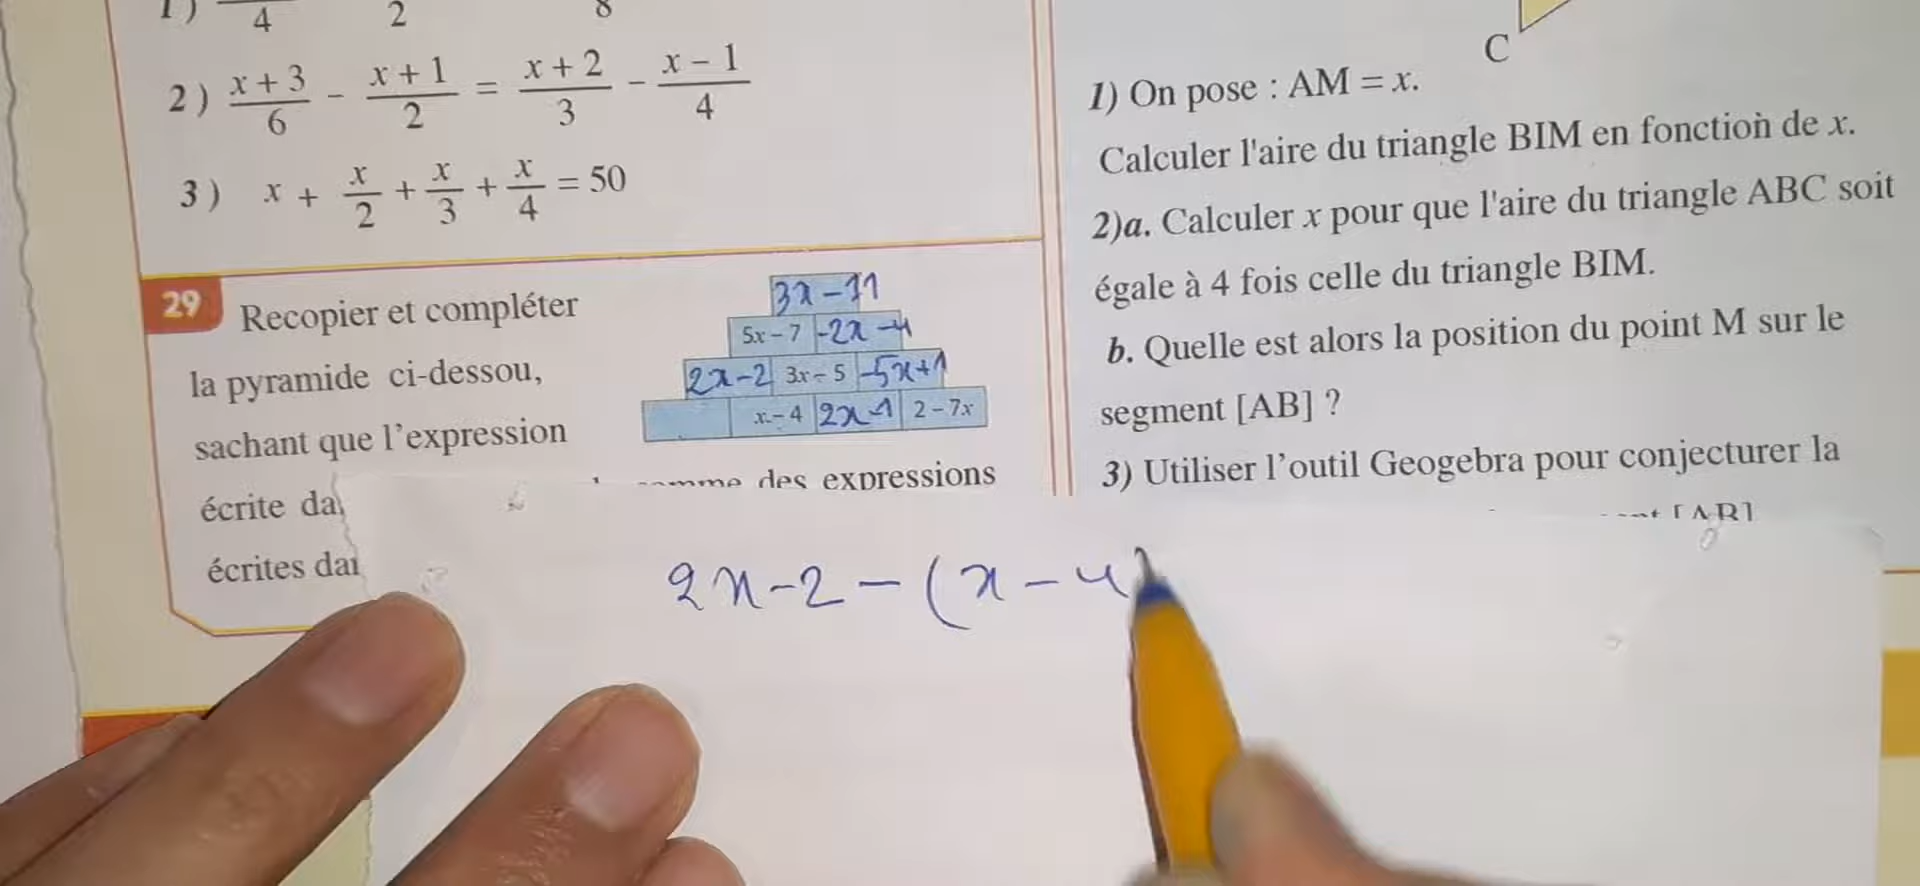 1)
4
2
8
2) x + 3 / 6 - x + 1 / 2 = x + 2 / 3 - x - 1 / 4
3) x + x / 2 + x / 3 + x / 4 = 50
29 Recopier et compléter
la pyramide ci-dessou,
sachant que l'expression
écrite da
écrites dan
3x - 11
5x - 7 -2x - 4
2x - 2 3x - 5 -5x + 1
x - 4 2x - 1 2 - 7x
des expressions
2x - 2 - (x - 4)
C
1) On pose : AM = x.
Calculer l'aire du triangle BIM en fonction de x.
2)a. Calculer x pour que l'aire du triangle ABC soit
égale à 4 fois celle du triangle BIM.
b. Quelle est alors la position du point M sur le
segment [AB] ?
3) Utiliser l'outil Geogebra pour conjecturer la
[AB]